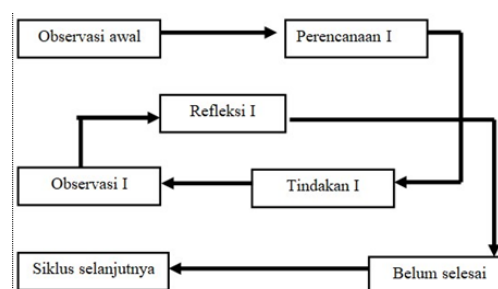 Observasi awal
Perencanaan I
Refleksi I
Observasi I
Tindakan I
Siklus selanjutnya
Belum selesai